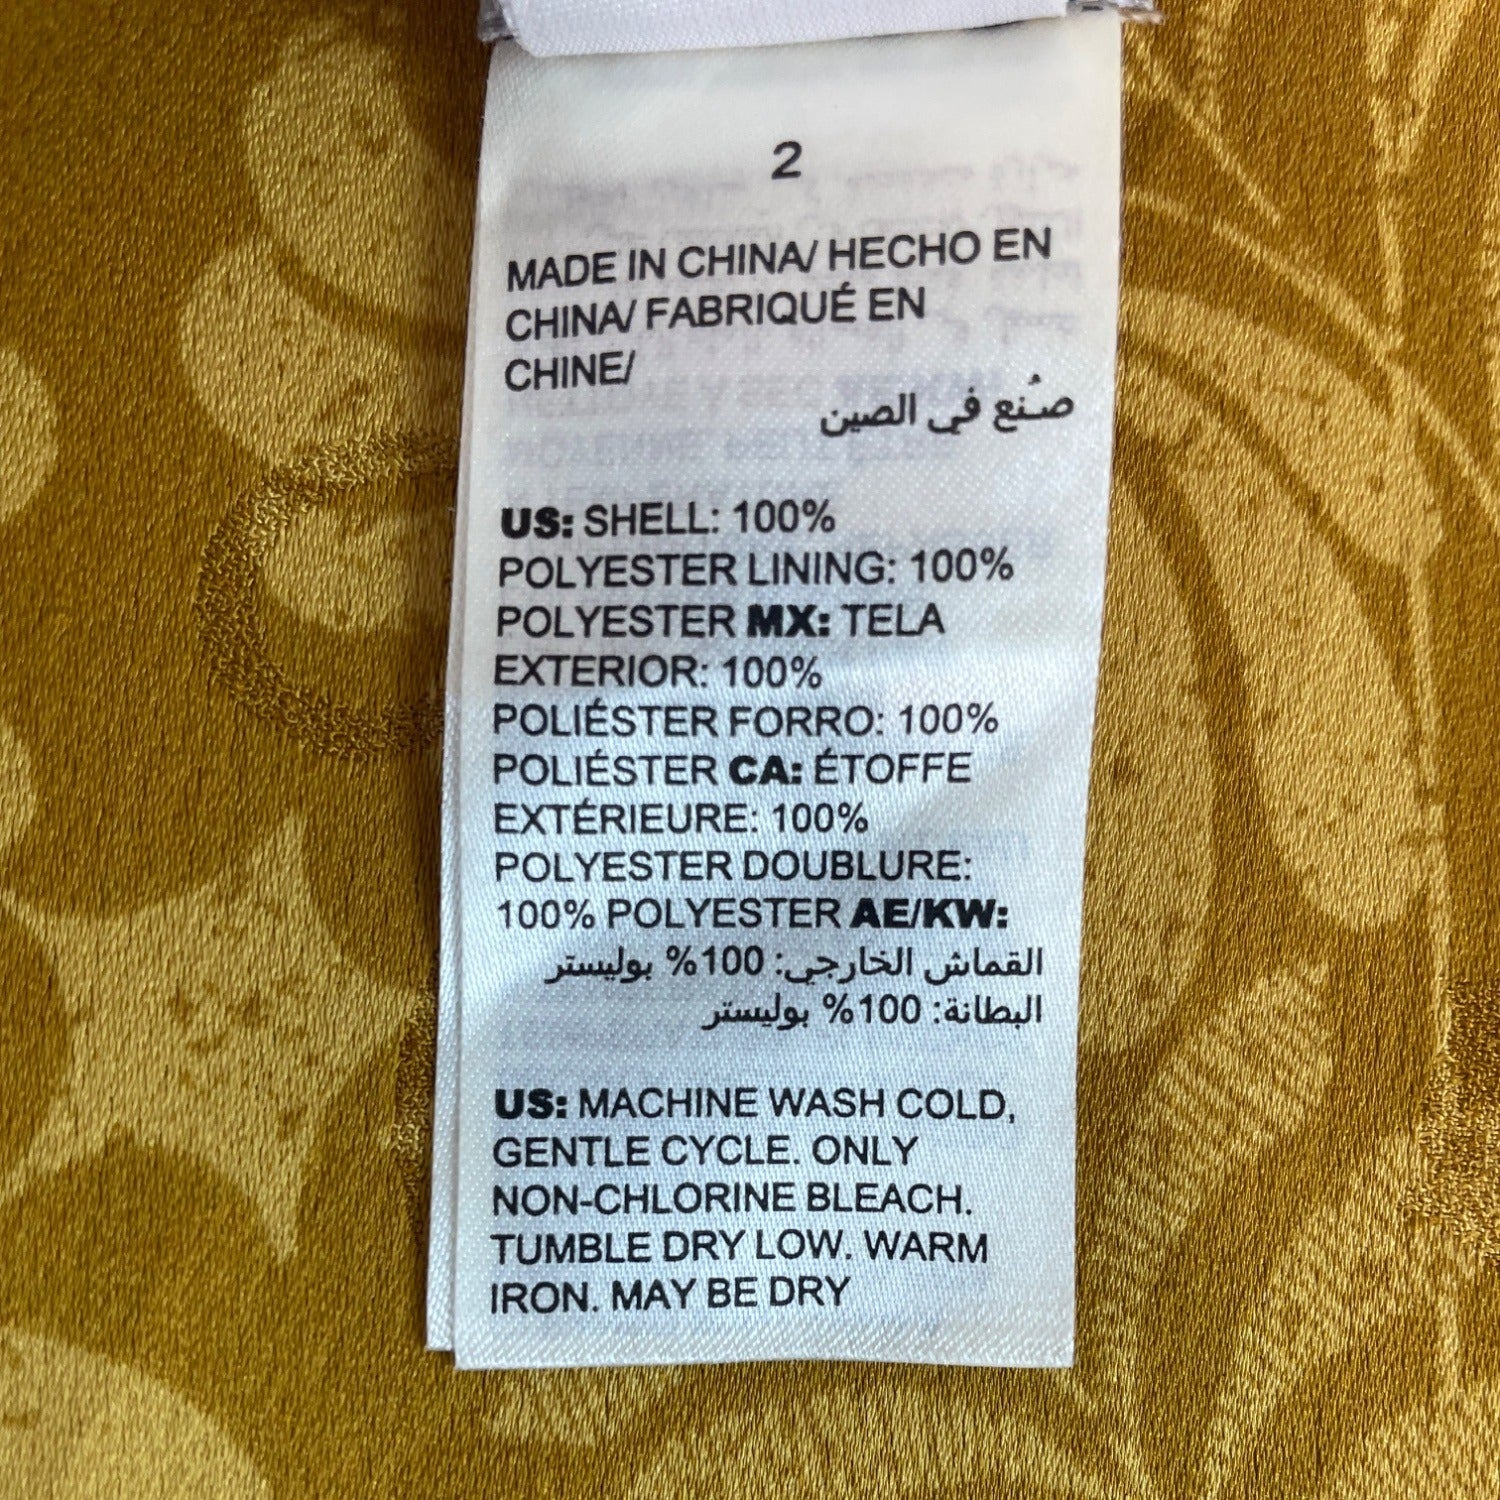 2
MADE IN CHINA/ HECHO EN
CHINA/ FABRIQUÉ EN
CHINE/
صُنع في الصين
US: SHELL: 100%
POLYESTER LINING: 100%
POLYESTER MX: TELA
EXTERIOR: 100%
POLIÉSTER FORRO: 100%
POLIÉSTER CA: ÉTOFFE
EXTÉRIEURE: 100%
POLYESTER DOUBLURE:
100% POLYESTER AE/KW:
القماش الخارجي: 100% بوليستر
البطانة: 100% بوليستر
US: MACHINE WASH COLD,
GENTLE CYCLE. ONLY
NON-CHLORINE BLEACH.
TUMBLE DRY LOW. WARM
IRON. MAY BE DRY